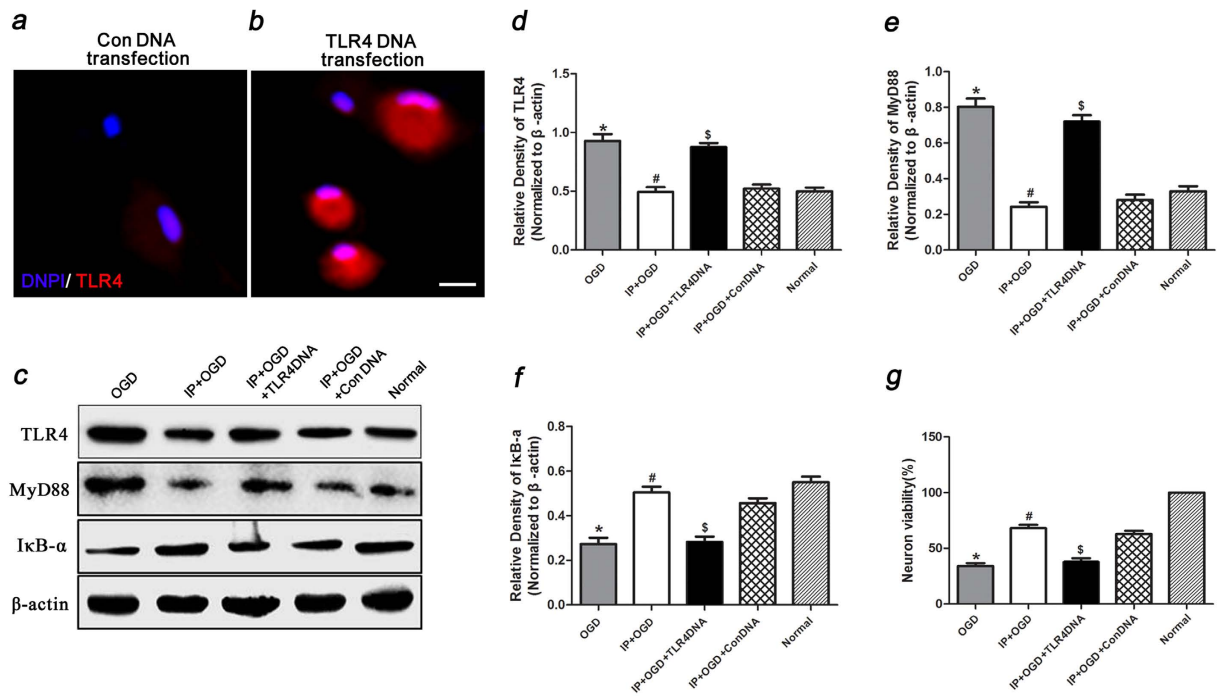 a
Con DNA
transfection
b
TLR4 DNA
transfection
DNPI/ TLR4
c
OGD
IP+OGD
IP+OGD
+TLR4DNA
IP+OGD
+Con DNA
Normal
TLR4
MyD88
IκB-α
β-actin
d
Relative Density of TLR4
(Normalized to β -actin)
1.5
1.0
0.5
0.0
*
#
$
OGD
IP+OGD
IP+OGD+TLR4DNA
IP+OGD+ConDNA
Normal
e
Relative Density of MyD88
(Normalized to β -actin)
1.0
0.8
0.6
0.4
0.2
0.0
*
#
$
OGD
IP+OGD
IP+OGD+TLR4DNA
IP+OGD+ConDNA
Normal
f
Relative Density of IκB-a
(Normalized to β -actin)
0.8
0.6
0.4
0.2
0.0
*
#
$
OGD
IP+OGD
IP+OGD+TLR4DNA
IP+OGD+ConDNA
Normal
g
Neuron viability(%)
150
100
50
0
*
#
$
OGD
IP+OGD
IP+OGD+TLR4DNA
IP+OGD+ConDNA
Normal